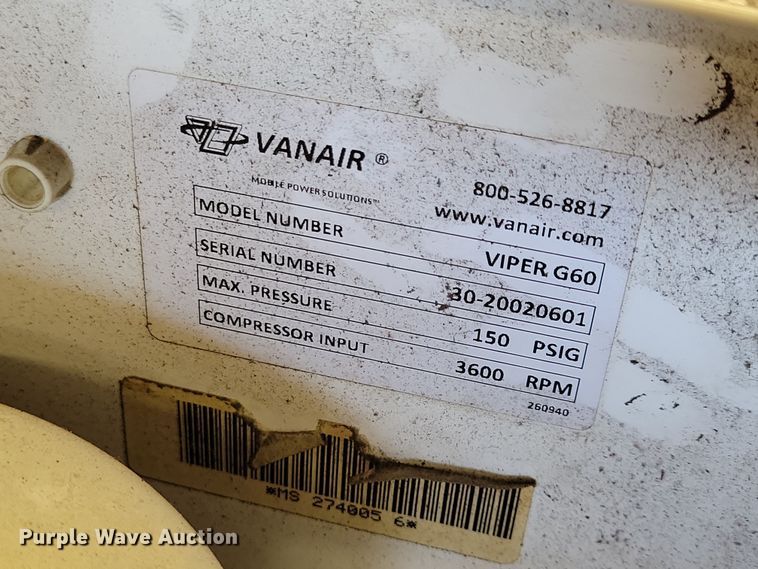 VANAIR®
MOBILE POWER SOLUTIONS™
800-526-8817
www.vanair.com
MODEL NUMBER VIPER G60
SERIAL NUMBER 30-20020601
MAX. PRESSURE 150 PSIG
COMPRESSOR INPUT 3600 RPM
260940
*MS 274005 6*
Purple Wave Auction®